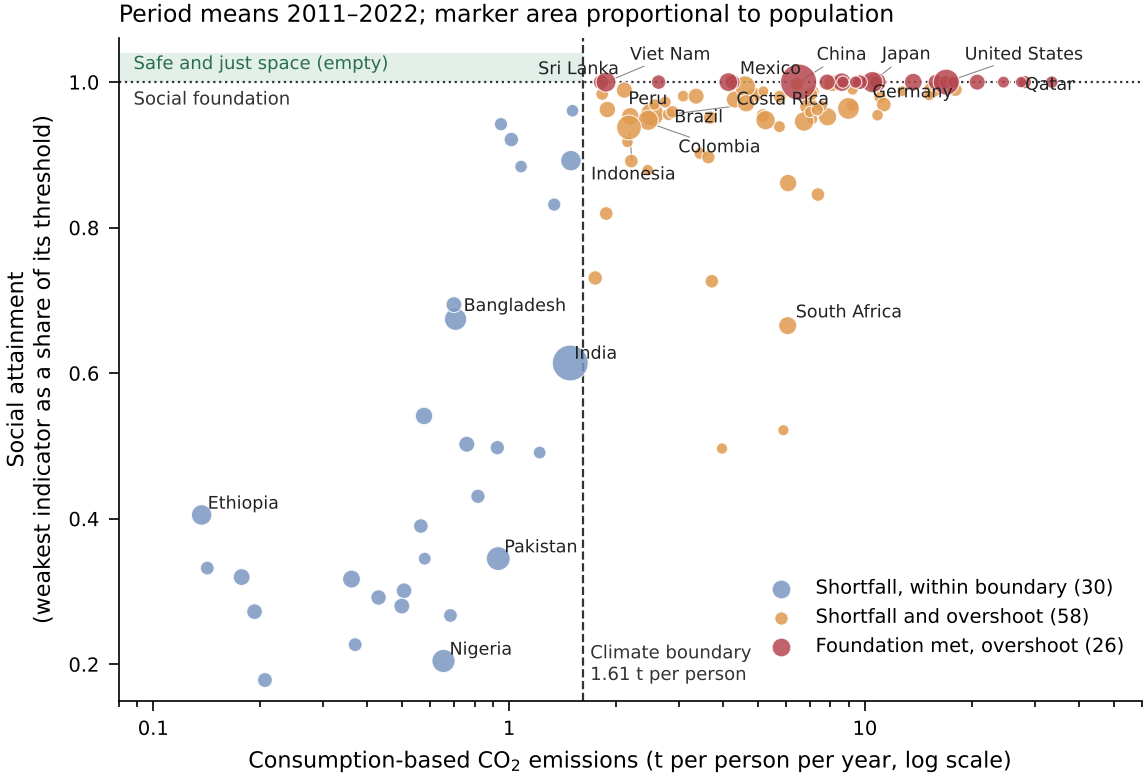 Period means 2011–2022; marker area proportional to population
Safe and just space (empty)
Social foundation
Sri Lanka
Viet Nam
Mexico
China
Japan
United States
Qatar
Germany
Costa Rica
Peru
Brazil
Colombia
Indonesia
Bangladesh
India
South Africa
Ethiopia
Pakistan
Nigeria
Climate boundary
1.61 t per person
Shortfall, within boundary (30)
Shortfall and overshoot (58)
Foundation met, overshoot (26)
1.0
0.8
0.6
0.4
0.2
0.1
1
10
Social attainment
(weakest indicator as a share of its threshold)
Consumption-based CO₂ emissions (t per person per year, log scale)